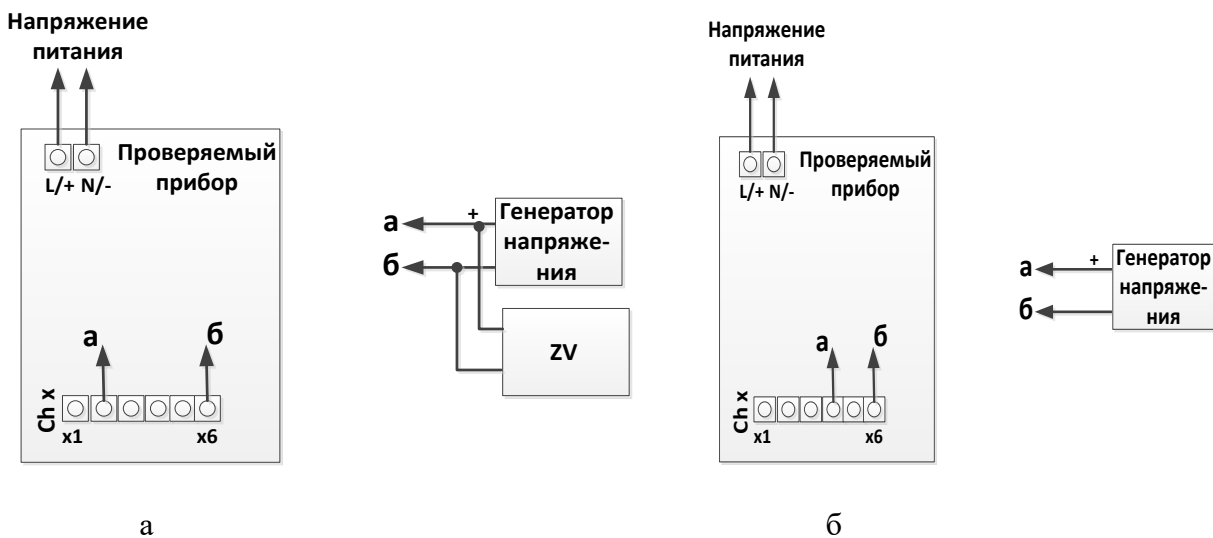 Напряжение
питания
L/+ N/-
Проверяемый
прибор
а
б
Ch x
x1
x6
а
б
+
Генератор
напряже-
ния
ZV
а
Напряжение
питания
L/+ N/-
Проверяемый
прибор
а
б
Ch x
x1
x6
а
б
+
Генератор
напряже-
ния
б